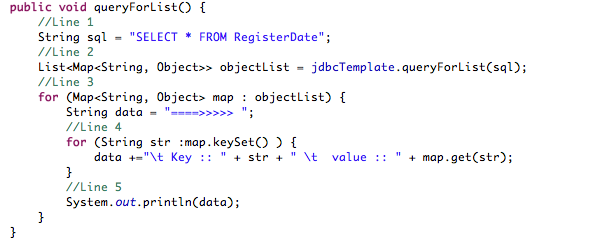 public void queryForList() {
    //Line 1
    String sql = "SELECT * FROM RegisterDate";
    //Line 2
    List<Map<String, Object>> objectList = jdbcTemplate.queryForList(sql);
    //Line 3
    for (Map<String, Object> map : objectList) {
        String data = "====>>>>> ";
        //Line 4
        for (String str :map.keySet() ) {
            data +="\t Key :: " + str + " \t  value :: " + map.get(str);
        }
        //Line 5
        System.out.println(data);
    }
}